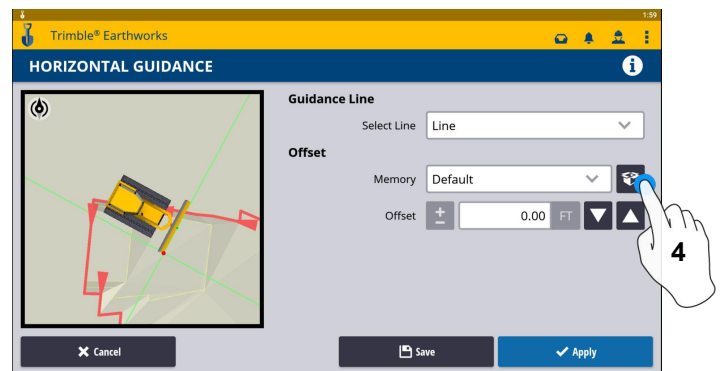 1:59
Trimble® Earthworks
HORIZONTAL GUIDANCE
Guidance Line
Select Line Line
Offset
Memory Default
Offset 0.00 FT
4
Cancel Save Apply